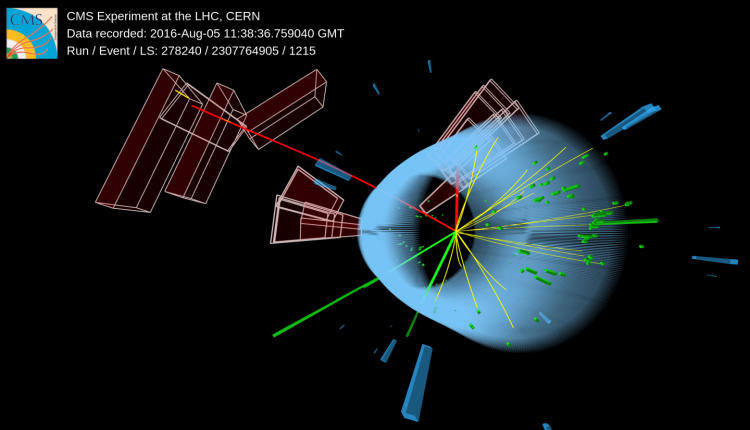 CMS
CMS Experiment at the LHC, CERN
Data recorded: 2016-Aug-05 11:38:36.759040 GMT
Run / Event / LS: 278240 / 2307764905 / 1215